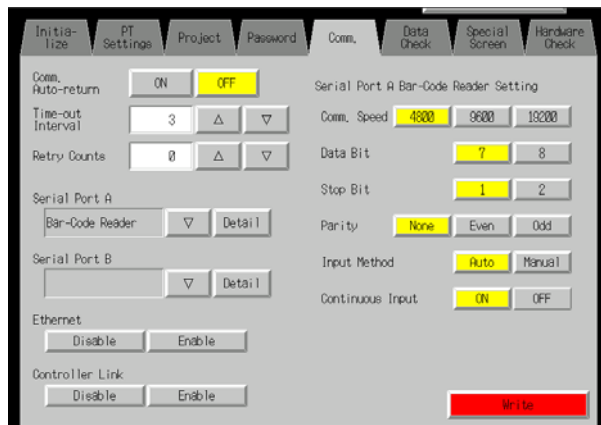 Initia-
lize
PT
Settings
Project
Password
Comm.
Data
Check
Special
Screen
Hardware
Check
Comm.
Auto-return
ON
OFF
Time-out
Interval
3
△
▽
Retry Counts
0
△
▽
Serial Port A
Bar-Code Reader
▽
Detail
Serial Port B
▽
Detail
Ethernet
Disable
Enable
Controller Link
Disable
Enable
Serial Port A Bar-Code Reader Setting
Comm. Speed
4800
9600
19200
Data Bit
7
8
Stop Bit
1
2
Parity
None
Even
Odd
Input Method
Auto
Manual
Continuous Input
ON
OFF
Write